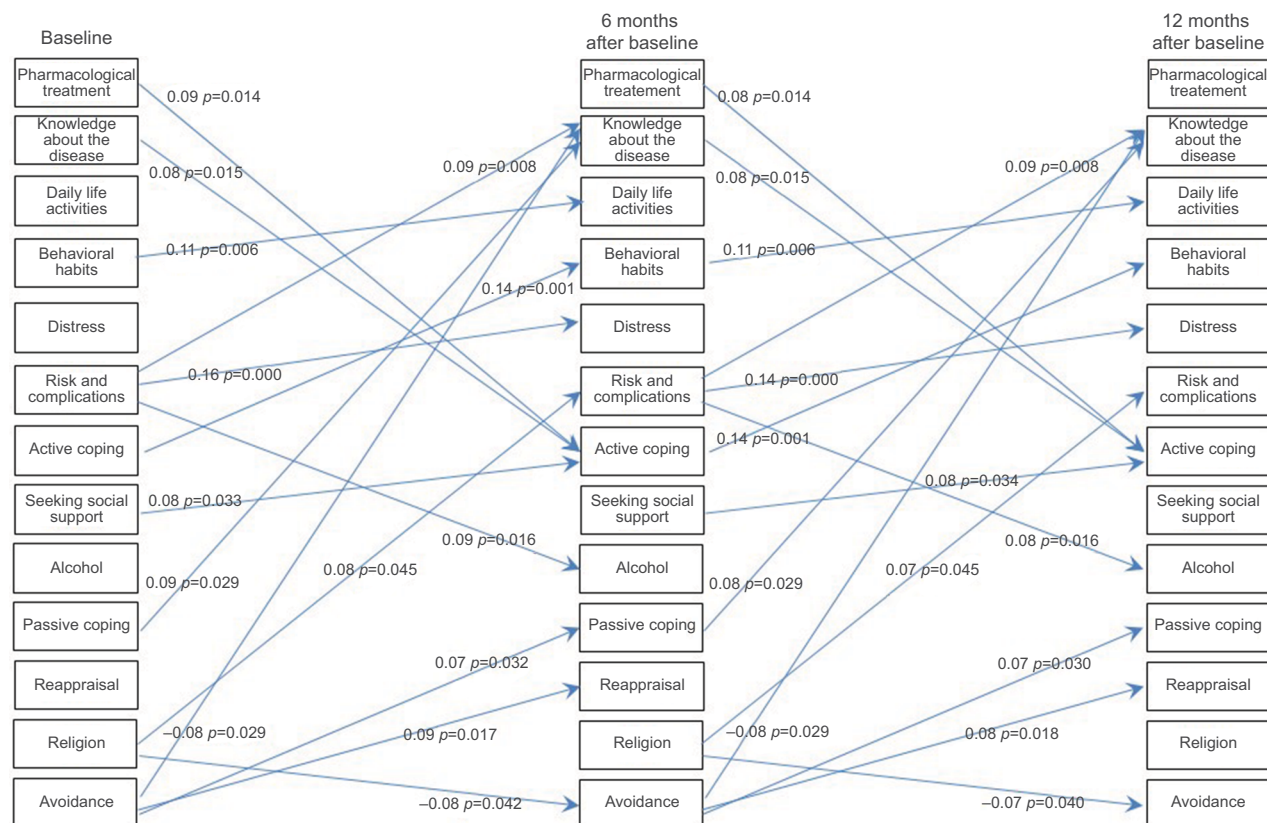 Baseline
Pharmacological
treatment
Knowledge
about the
disease
Daily life
activities
Behavioral
habits
Distress
Risk and
complications
Active coping
Seeking social
support
Alcohol
Passive coping
Reappraisal
Religion
Avoidance
0.09 p=0.014
0.08 p=0.015
0.09 p=0.008
0.11 p=0.006
0.14 p=0.001
0.16 p=0.000
0.08 p=0.033
0.09 p=0.016
0.08 p=0.045
0.09 p=0.029
0.07 p=0.032
–0.08 p=0.029
0.09 p=0.017
–0.08 p=0.042
6 months
after baseline
Pharmacological
treatement
Knowledge
about the
disease
Daily life
activities
Behavioral
habits
Distress
Risk and
complications
Active coping
Seeking social
support
Alcohol
Passive coping
Reappraisal
Religion
Avoidance
0.08 p=0.014
0.09 p=0.008
0.08 p=0.015
0.11 p=0.006
0.14 p=0.000
0.14 p=0.001
0.08 p=0.034
0.08 p=0.016
0.07 p=0.045
0.08 p=0.029
0.07 p=0.030
–0.08 p=0.029
0.08 p=0.018
–0.07 p=0.040
12 months
after baseline
Pharmacological
treatment
Knowtedge
about the
disease
Daily life
activities
Behavioral
habits
Distress
Risk and
complications
Active coping
Seeking social
support
Alcohol
Passive coping
Reappraisal
Religion
Avoidance